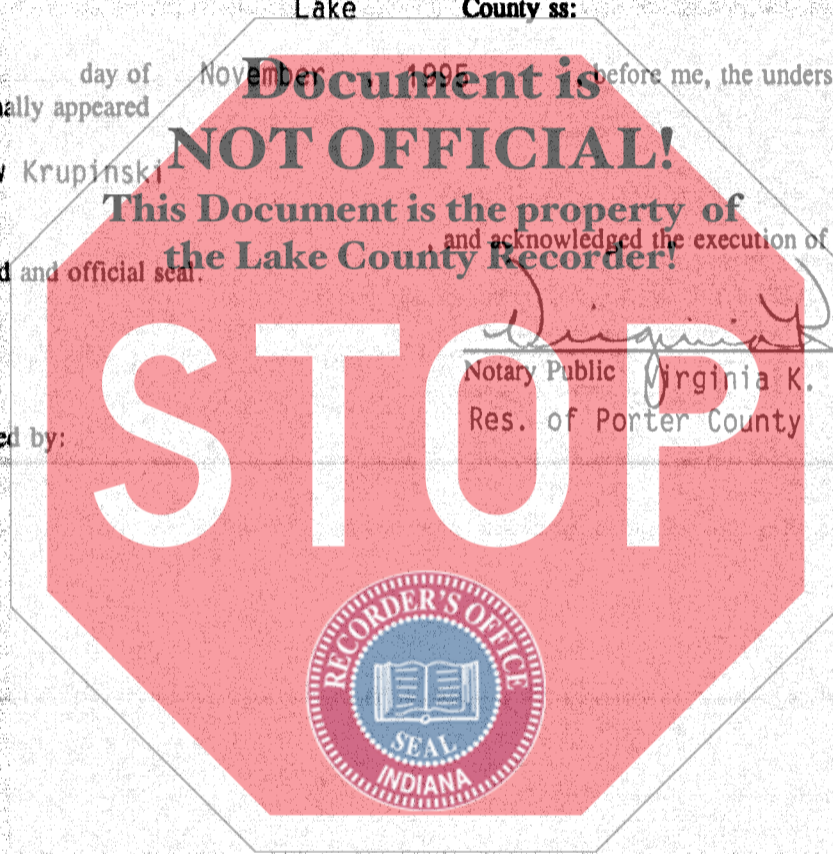 Lake County ss:
day of November , 1995 , before me, the unders
nally appeared
Krupinski
, and acknowledged the execution of
d and official seal.
Document is
NOT OFFICIAL!
This Document is the property of
the Lake County Recorder!
STOP
Virginia
Notary Public Virginia K.
Res. of Porter County
ed by:
RECORDER'S OFFICE
SEAL
INDIANA